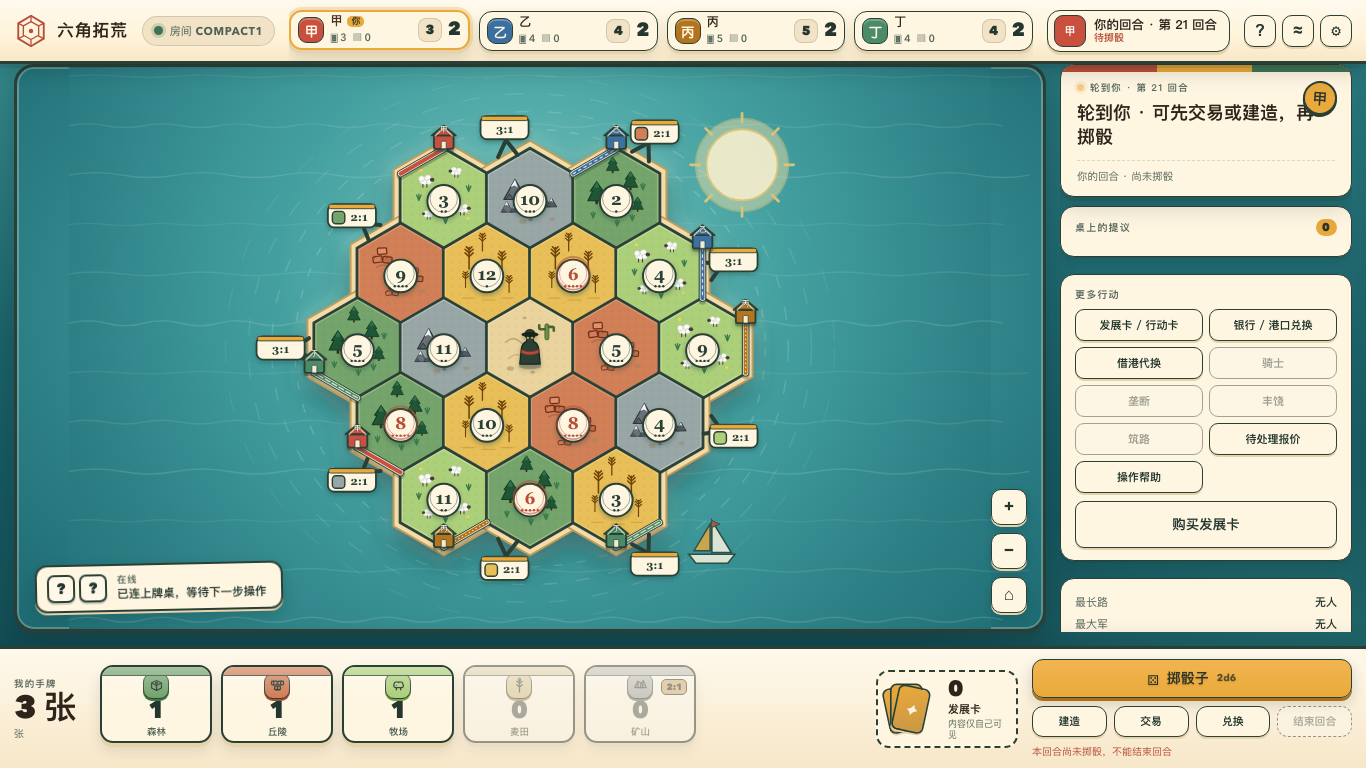 六角拓荒
房间 COMPACT1
甲 甲 你
3 0
3 2
乙 乙
4 0
4 2
丙 丙
5 0
5 2
丁 丁
4 0
4 2
甲
你的回合 · 第 21 回合
待掷骰
? ≈ ⚙
3:1
2:1
3 10 2
2:1
9 12 6 4
3:1
3:1
5 11 5 9
8 10 8 4
2:1
2:1
11 6 3
2:1
3:1
+
−
⌂
? ?
在线
已连上牌桌，等待下一步操作
轮到你 · 第 21 回合
甲
轮到你 · 可先交易或建造，再
掷骰
你的回合 · 尚未掷骰
桌上的提议 0
更多行动
发展卡 / 行动卡 银行 / 港口兑换
借港代换 骑士
垄断 丰饶
筑路 待处理报价
操作帮助
购买发展卡
最长路 无人
最大军 无人
我的手牌
3 张
张
1
森林
1
丘陵
1
牧场
0
麦田
2:1
0
矿山
0
发展卡
内容仅自己可
见
掷骰子 2d6
建造 交易 兑换 结束回合
本回合尚未掷骰，不能结束回合